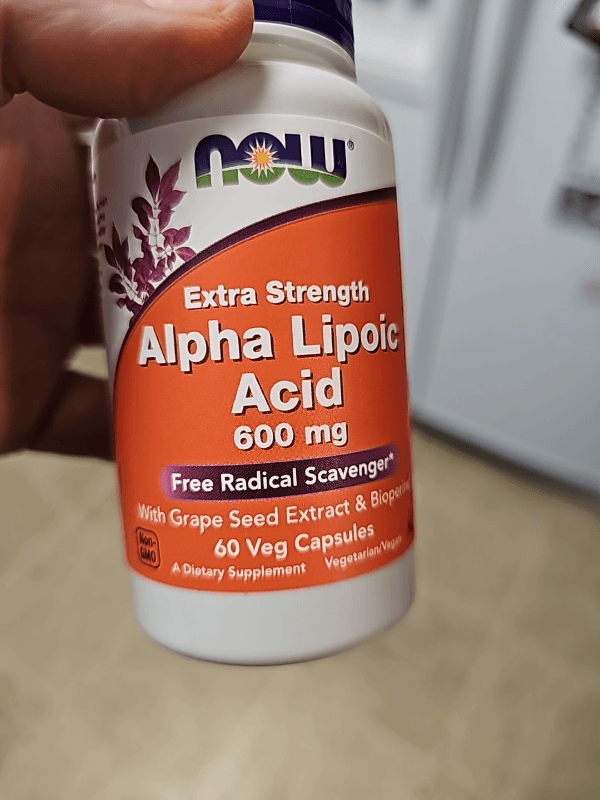 NOW®
Extra Strength
Alpha Lipoic
Acid
600 mg
Free Radical Scavenger*
With Grape Seed Extract &
60 Veg Capsules
Non-
GMO
A Dietary Supplement
Vegetarian/Vegan